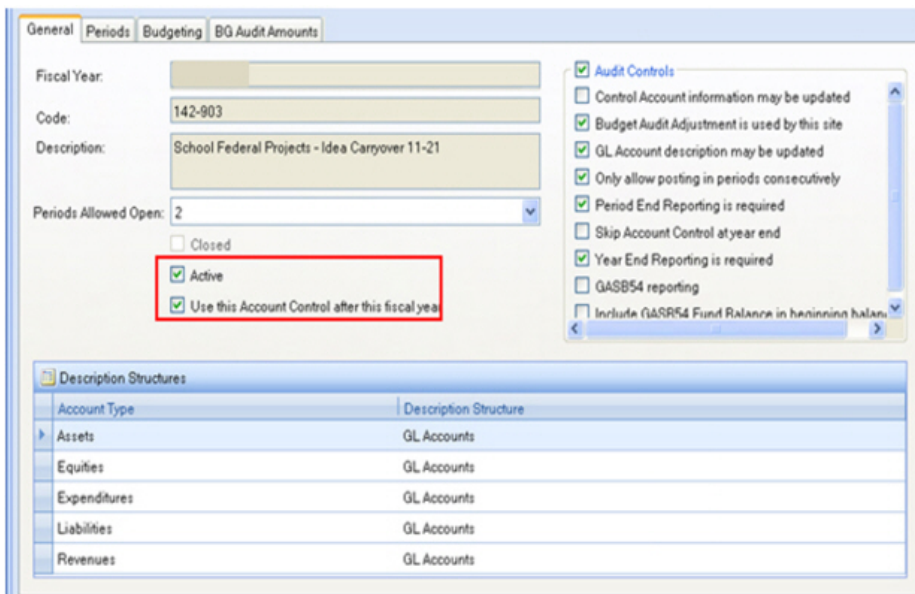 General Periods Budgeting BG Audit Amounts
Fiscal Year:
Code: 142-903
Description: School Federal Projects - Idea Carryover 11-21
Periods Allowed Open: 2
Closed
Active
Use this Account Control after this fiscal year
Audit Controls
Control Account information may be updated
Budget Audit Adjustment is used by this site
GL Account description may be updated
Only allow posting in periods consecutively
Period End Reporting is required
Skip Account Control at year end
Year End Reporting is required
GASB54 reporting
Include GASB54 Fund Balance in beginning balan
Description Structures
Account Type Description Structure
Assets GL Accounts
Equities GL Accounts
Expenditures GL Accounts
Liabilities GL Accounts
Revenues GL Accounts